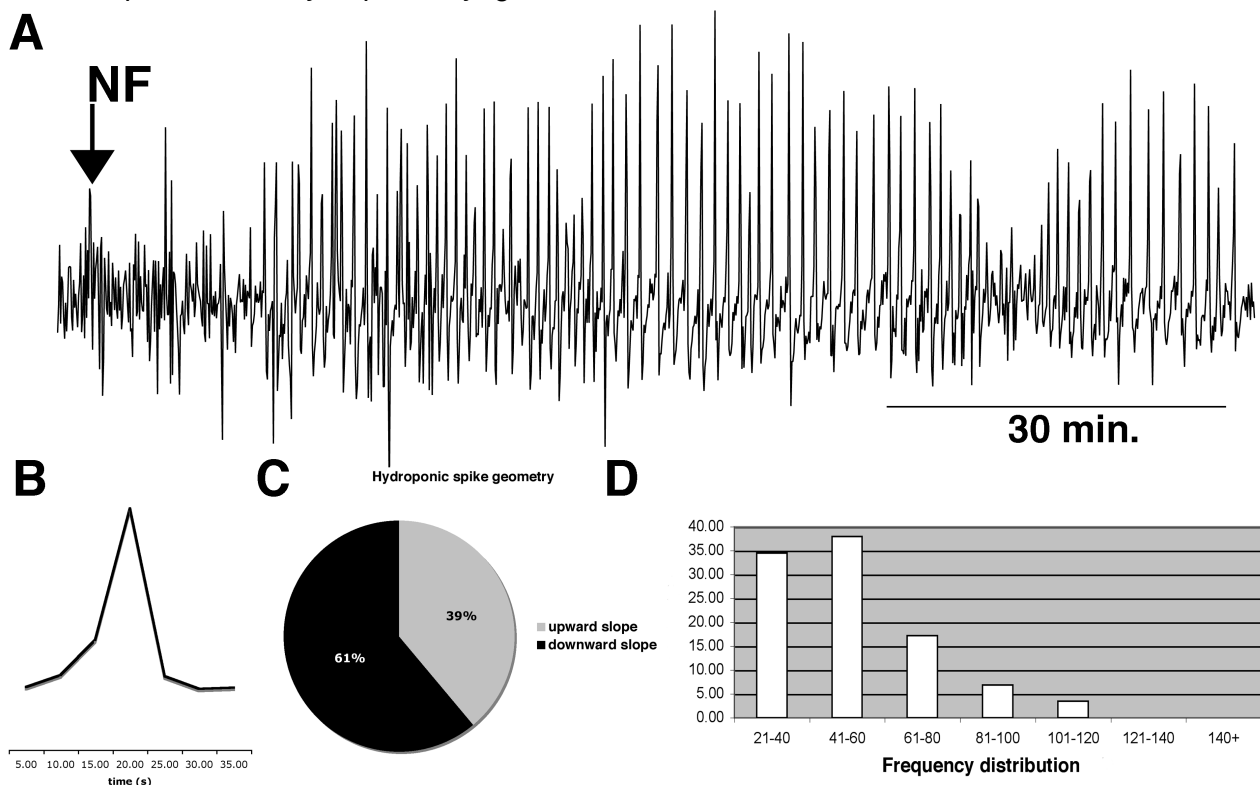 A
NF
30 min.
B
C
Hydroponic spike geometry
D
39%
61%
upward slope
downward slope
40.00
35.00
30.00
25.00
20.00
15.00
10.00
5.00
0.00
21-40 41-60 61-80 81-100 101-120 121-140 140+
Frequency distribution
5.00 10.00 15.00 20.00 25.00 30.00 35.00
time (s)